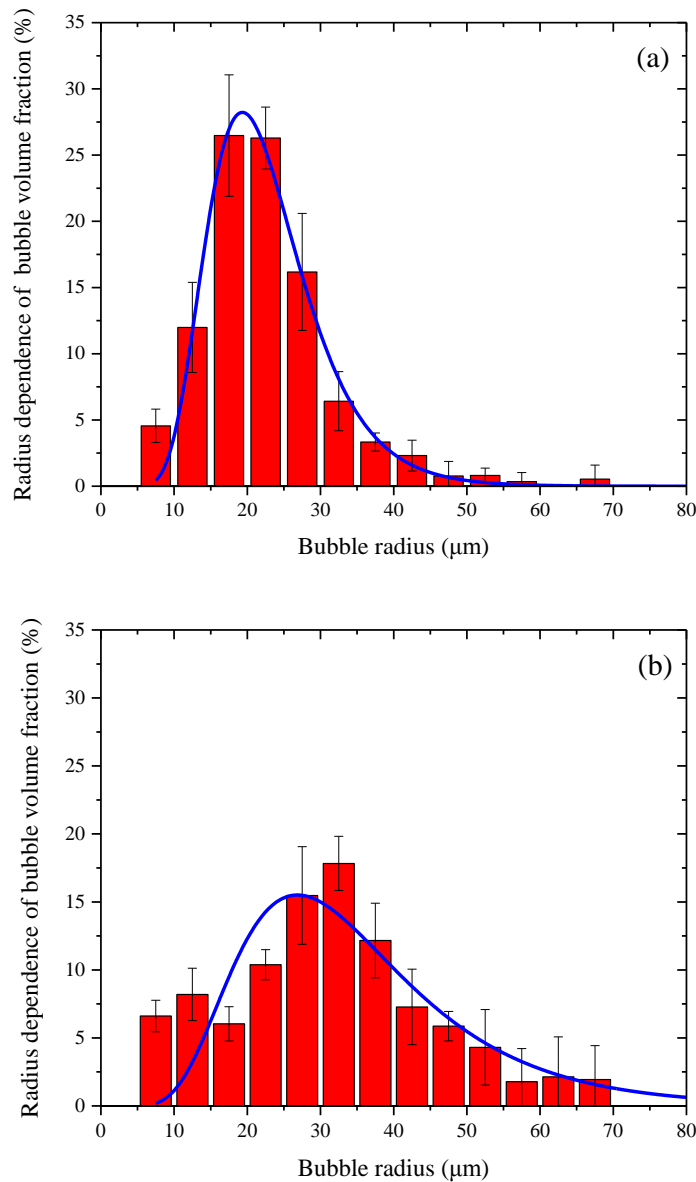 (a)
Radius dependence of  bubble volume fraction (%)
35
30
25
20
15
10
5
0
0 10 20 30 40 50 60 70 80
Bubble radius (μm)
(b)
Radius dependence of bubble volume fraction (%)
35
30
25
20
15
10
5
0
0 10 20 30 40 50 60 70 80
Bubble radius (μm)